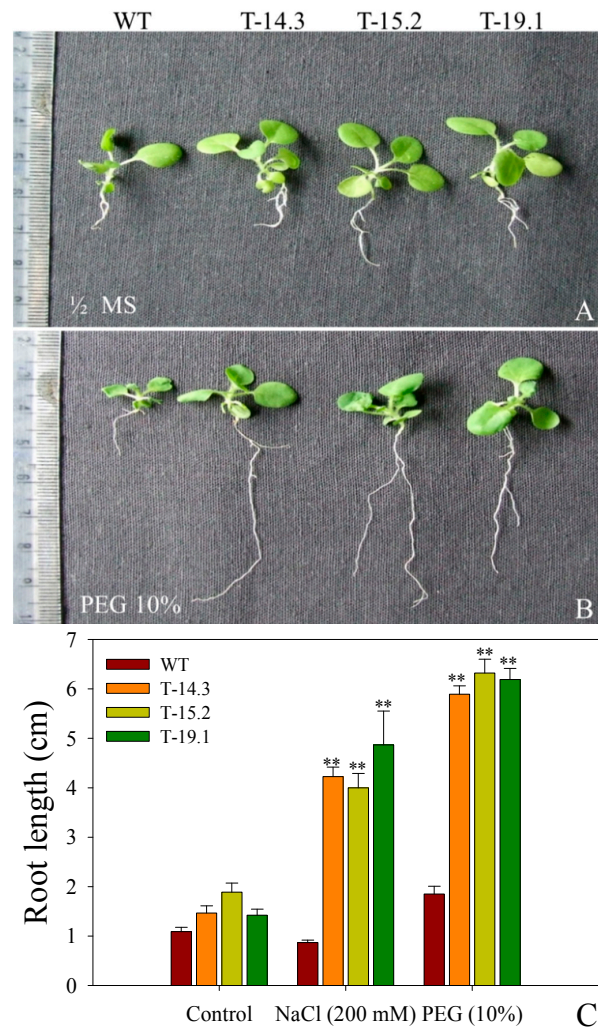 WT T-14.3 T-15.2 T-19.1
½ MS
A
PEG 10%
B
7
6
5
4
3
2
1
0
Root length (cm)
WT
T-14.3
T-15.2
T-19.1
** ** **
** ** **
Control NaCl (200 mM) PEG (10%)
C